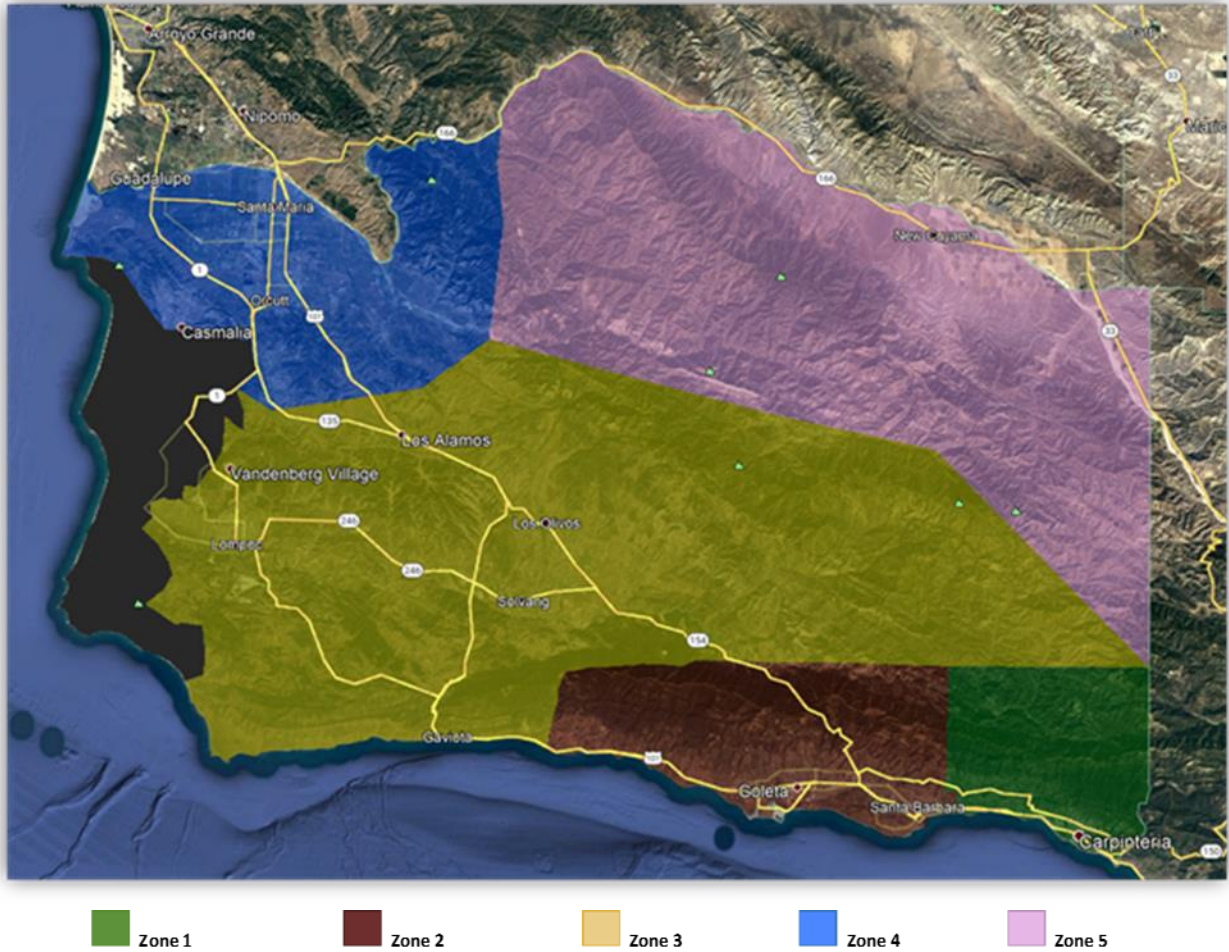 Arroyo Grande
33
Nipomo
166
Guadalupe
Santa Maria
166
New Cuyama
1
Orcutt
101
Casmalia
33
1
135
Los Alamos
Vandenberg Village
246
Los Olivos
Lompoc
246
Solvang
154
Gaviota
101
Goleta
Santa Barbara
Carpinteria
150
Zone 1
Zone 2
Zone 3
Zone 4
Zone 5